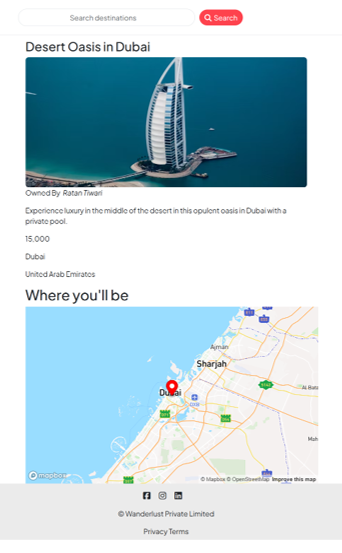 Search destinations
Search
Desert Oasis in Dubai
Owned By Ratan Tiwari
Experience luxury in the middle of the desert in this opulent oasis in Dubai with a
private pool.
15,000
Dubai
United Arab Emirates
Where you'll be
Ajman
Sharjah
Dubai
Al Bata
Muh
mapbox
© Mapbox © OpenStreetMap Improve this map
© Wanderlust Private Limited
Privacy Terms